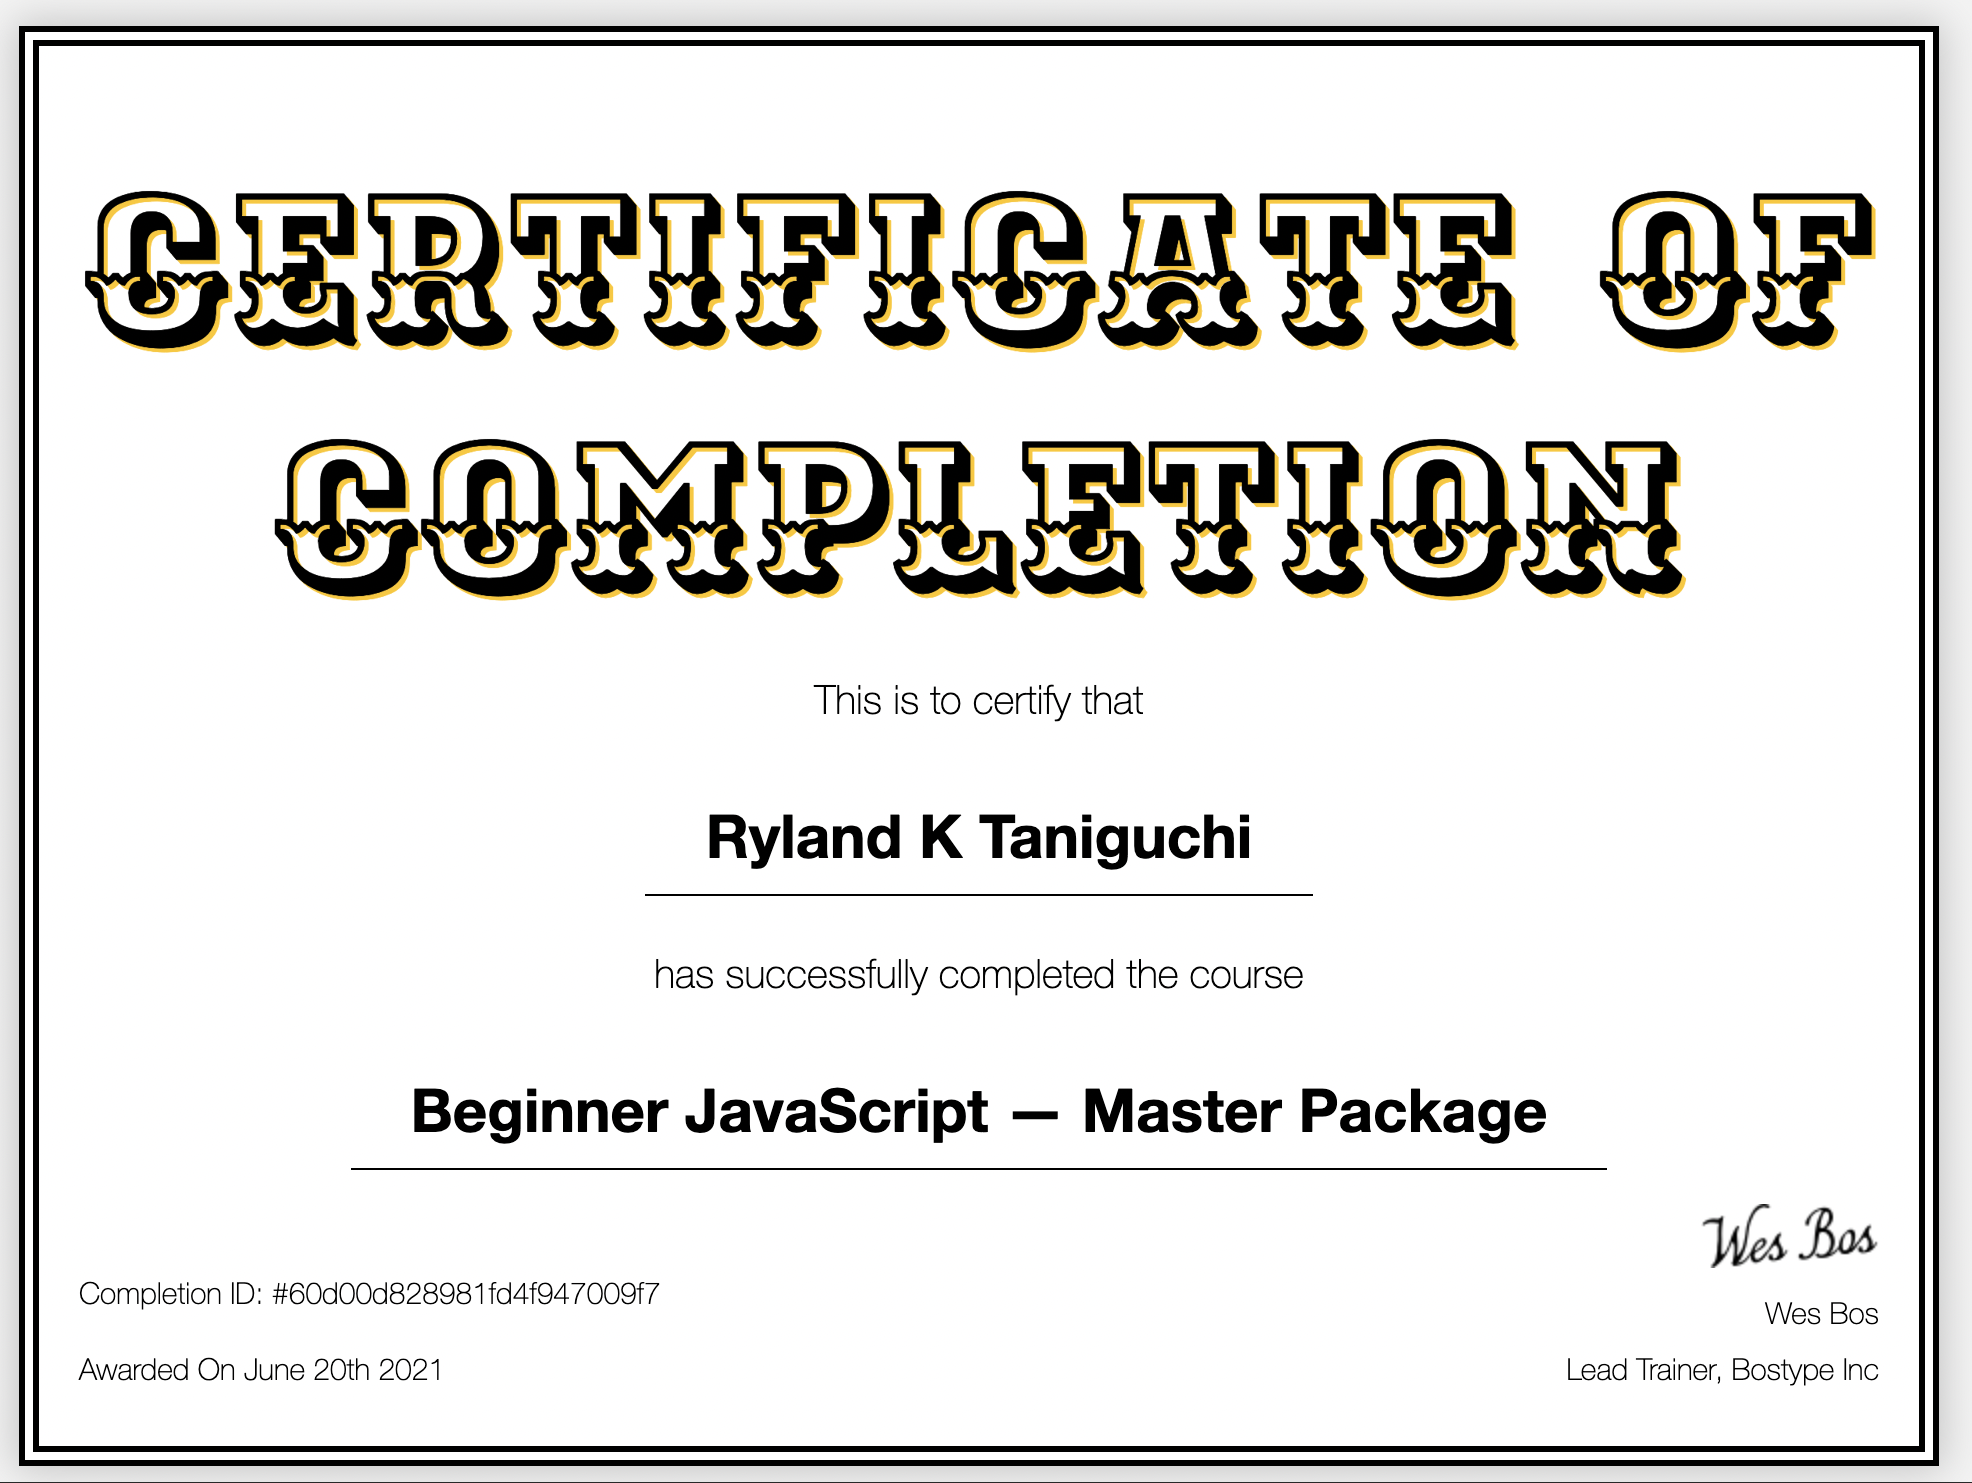 CERTIFICATE OF
COMPLETION
This is to certify that
Ryland K Taniguchi
has successfully completed the course
Beginner JavaScript — Master Package
Wes Bos
Completion ID: #60d00d828981fd4f947009f7
Wes Bos
Awarded On June 20th 2021
Lead Trainer, Bostype Inc